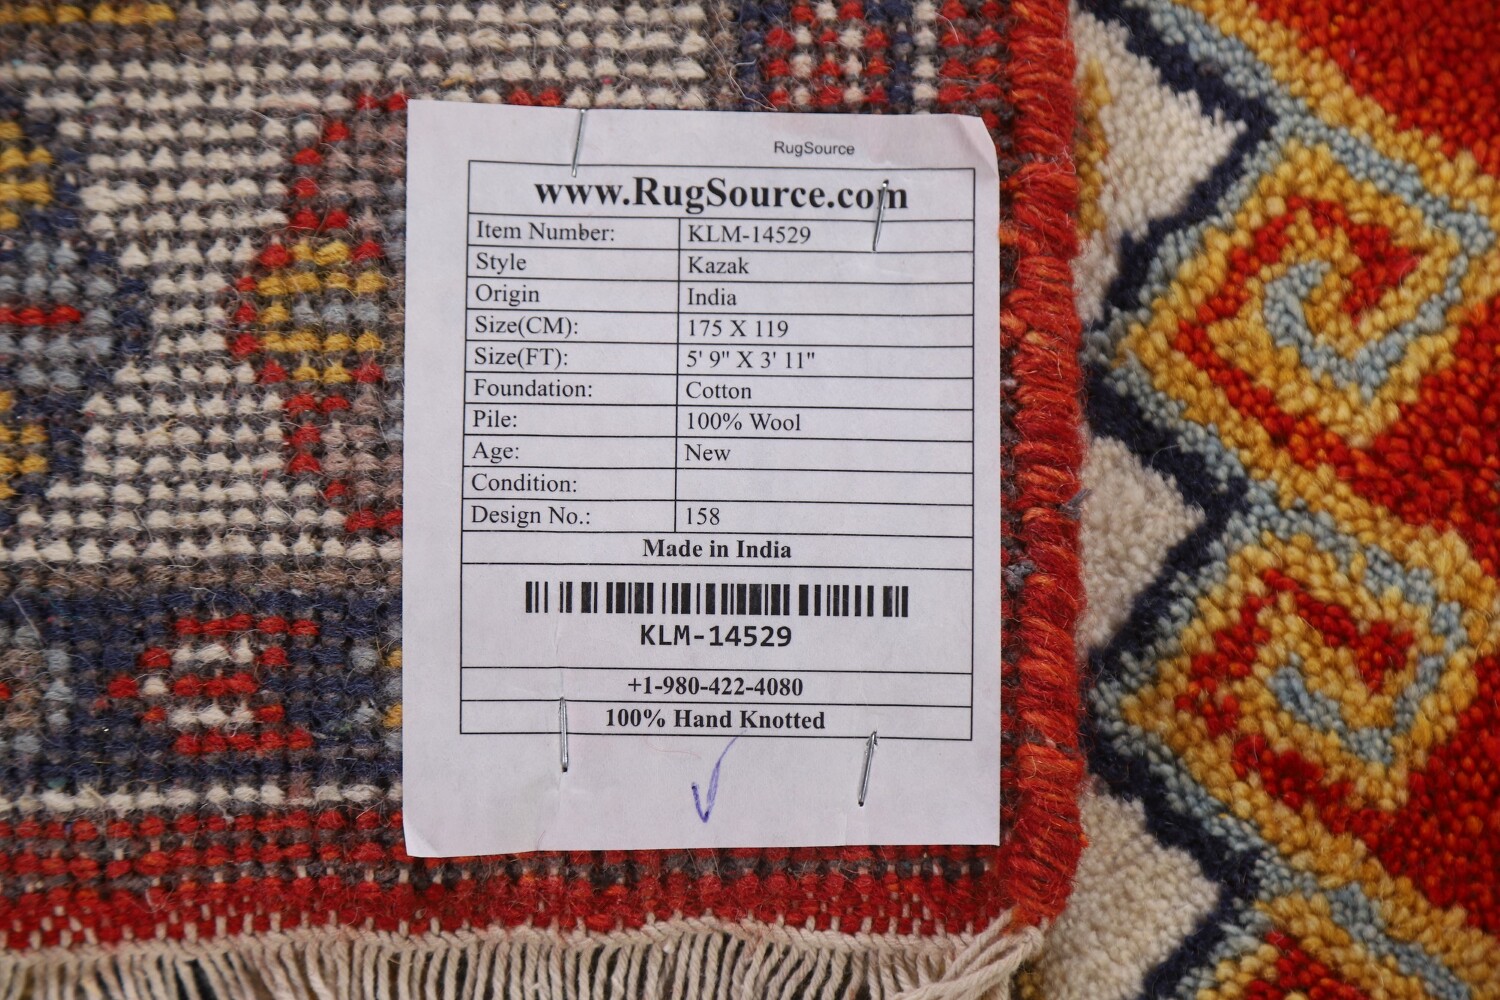 RugSource
www.RugSource.com
Item Number: KLM-14529
Style Kazak
Origin India
Size(CM): 175 X 119
Size(FT): 5' 9" X 3' 11"
Foundation: Cotton
Pile: 100% Wool
Age: New
Condition:
Design No.: 158
Made in India
KLM-14529
+1-980-422-4080
100% Hand Knotted